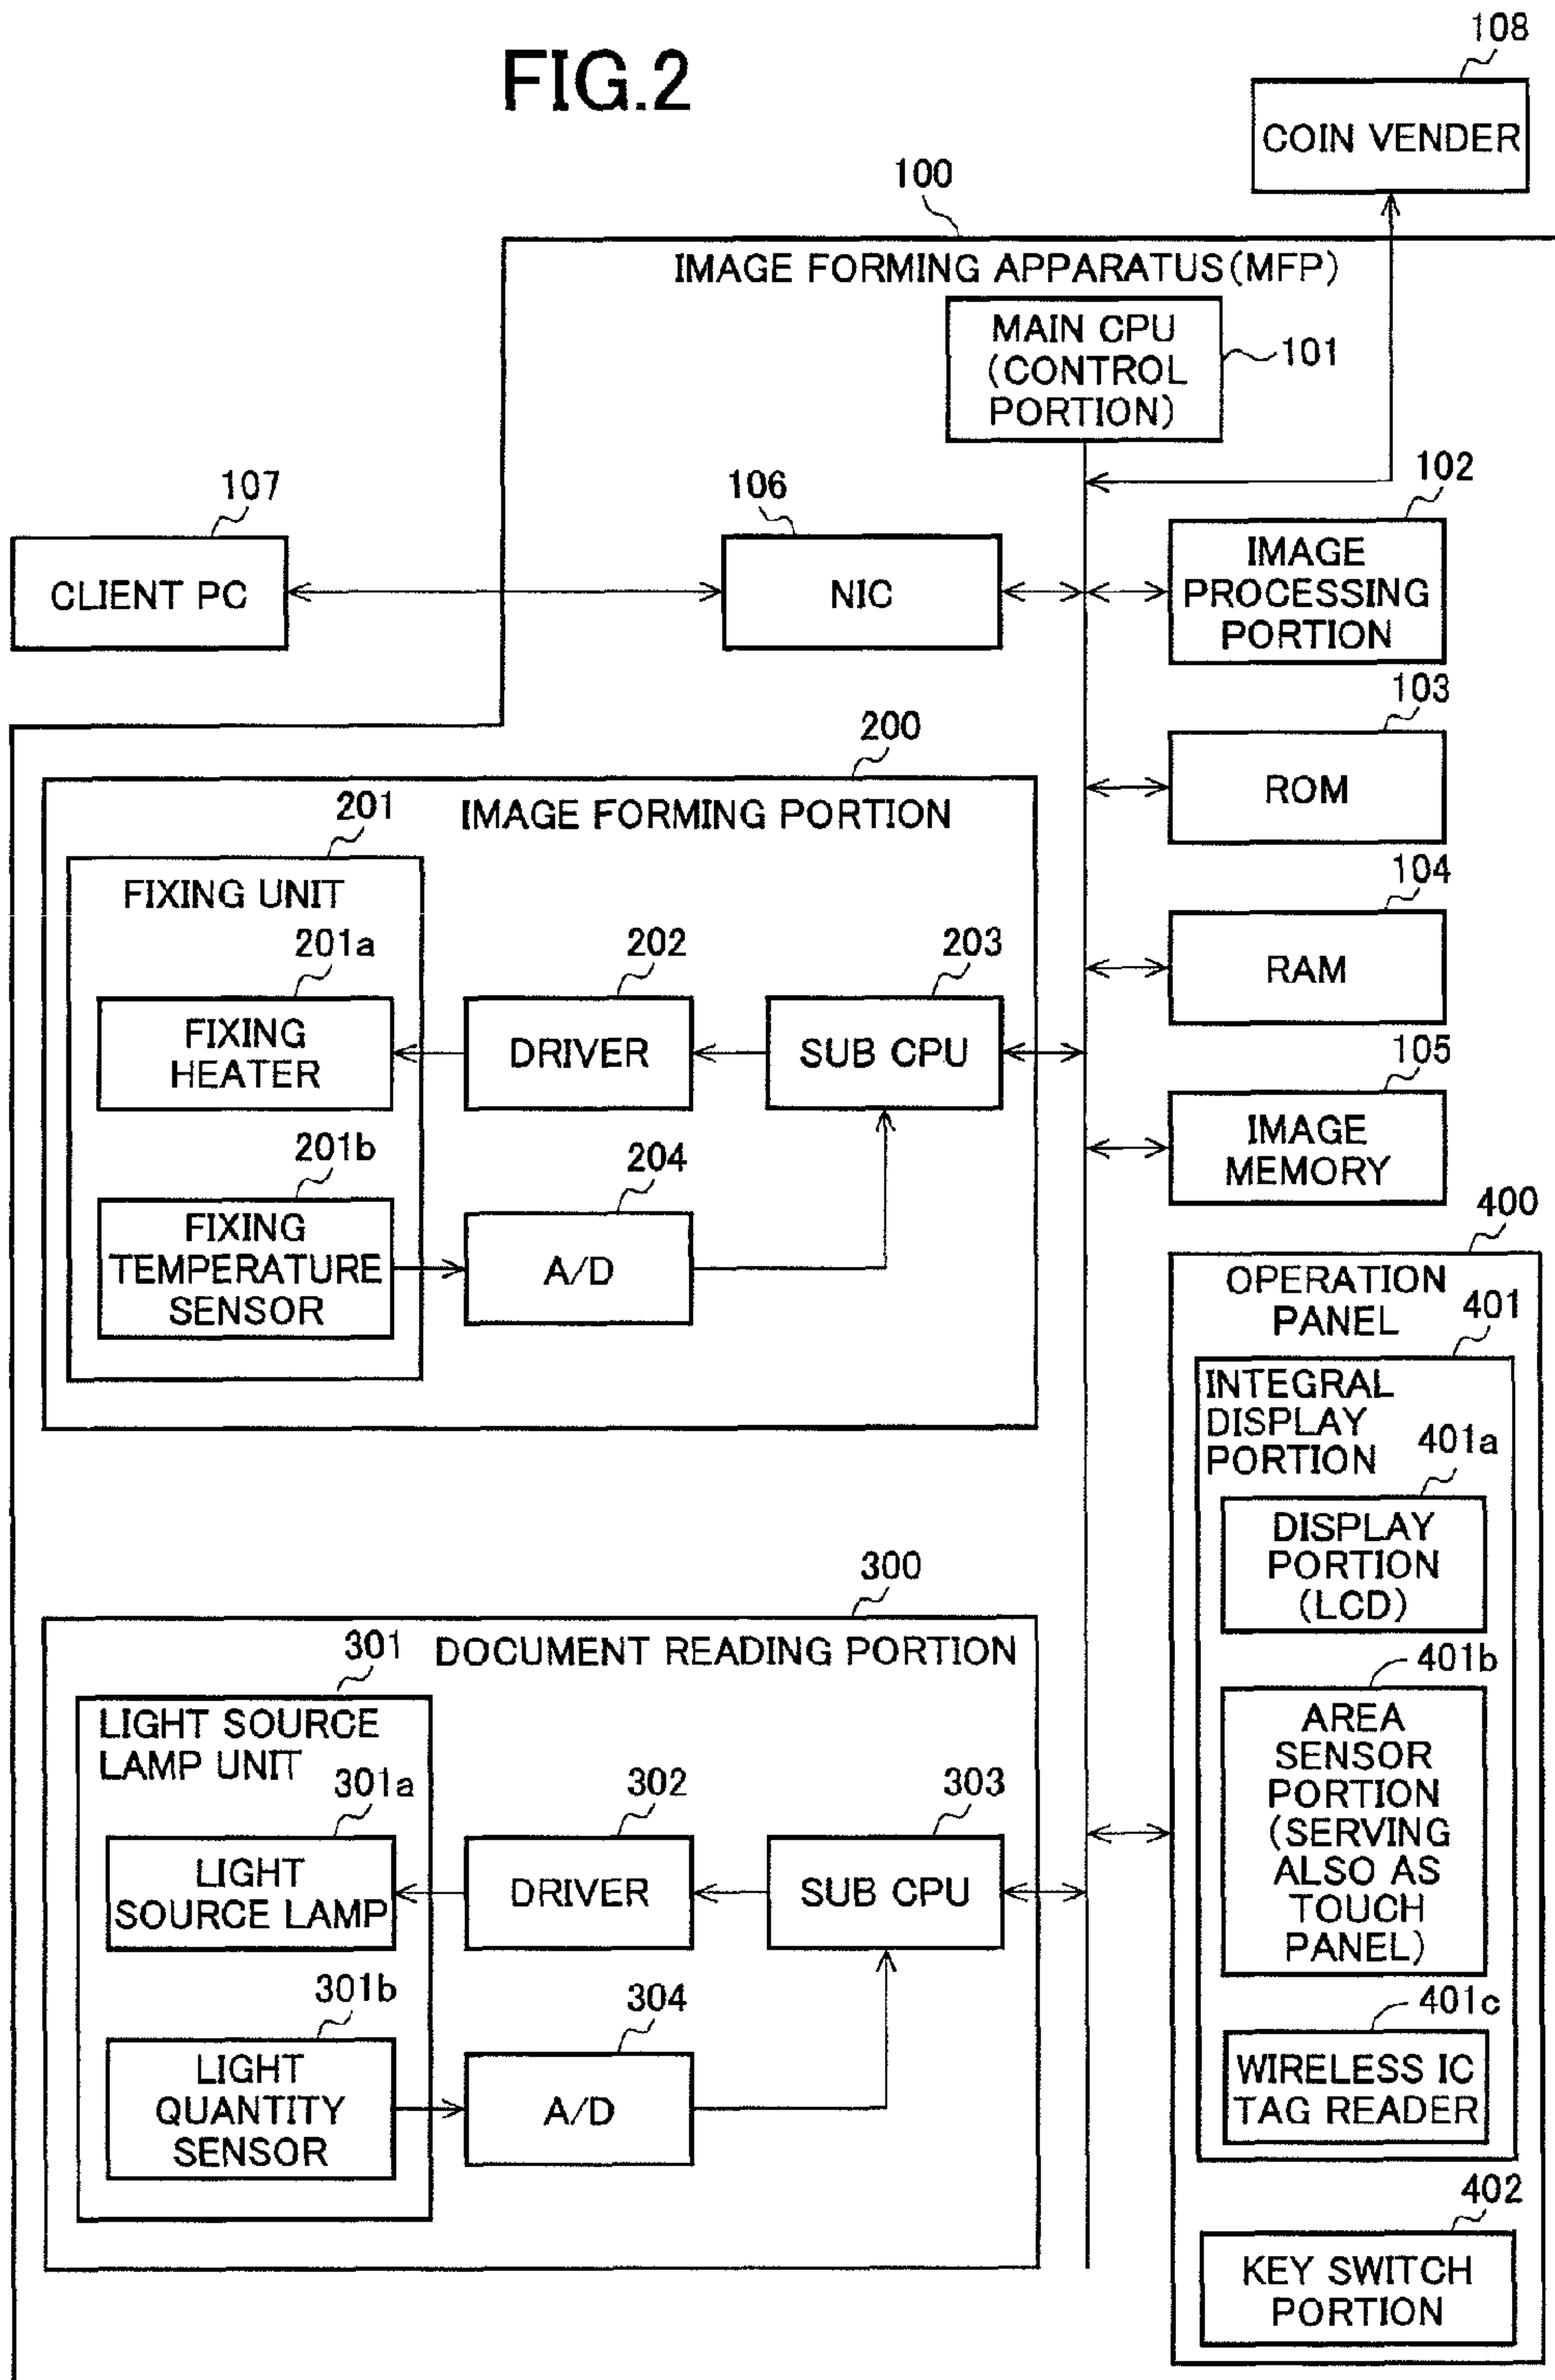 FIG.2
108
COIN VENDER
100
IMAGE FORMING APPARATUS(MFP)
MAIN CPU
(CONTROL
PORTION)
101
107
CLIENT PC
106
NIC
102
IMAGE
PROCESSING
PORTION
103
ROM
104
RAM
105
IMAGE
MEMORY
200
IMAGE FORMING PORTION
201
FIXING UNIT
201a
FIXING
HEATER
202
DRIVER
203
SUB CPU
201b
FIXING
TEMPERATURE
SENSOR
204
A/D
300
DOCUMENT READING PORTION
301
LIGHT SOURCE
LAMP UNIT
301a
LIGHT
SOURCE LAMP
302
DRIVER
303
SUB CPU
301b
LIGHT
QUANTITY
SENSOR
304
A/D
400
OPERATION
PANEL
401
INTEGRAL
DISPLAY
PORTION
401a
DISPLAY
PORTION
(LCD)
401b
AREA
SENSOR
PORTION
(SERVING
ALSO AS
TOUCH
PANEL)
401c
WIRELESS IC
TAG READER
402
KEY SWITCH
PORTION